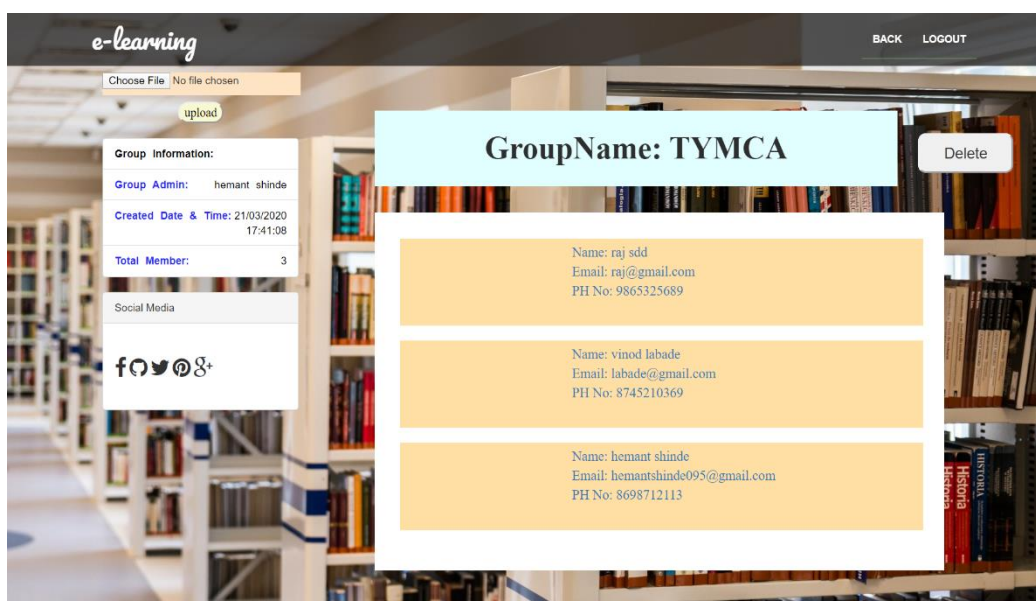 e-learning
BACK LOGOUT
Choose File No file chosen
upload
Group Information:
Group Admin: hemant shinde
Created Date & Time: 21/03/2020
17:41:08
Total Member: 3
Social Media
GroupName: TYMCA
Delete
Name: raj sdd
Email: raj@gmail.com
PH No: 9865325689
Name: vinod labade
Email: labade@gmail.com
PH No: 8745210369
Name: hemant shinde
Email: hemantshinde095@gmail.com
PH No: 8698712113
Historia
Historia
HISTORIA